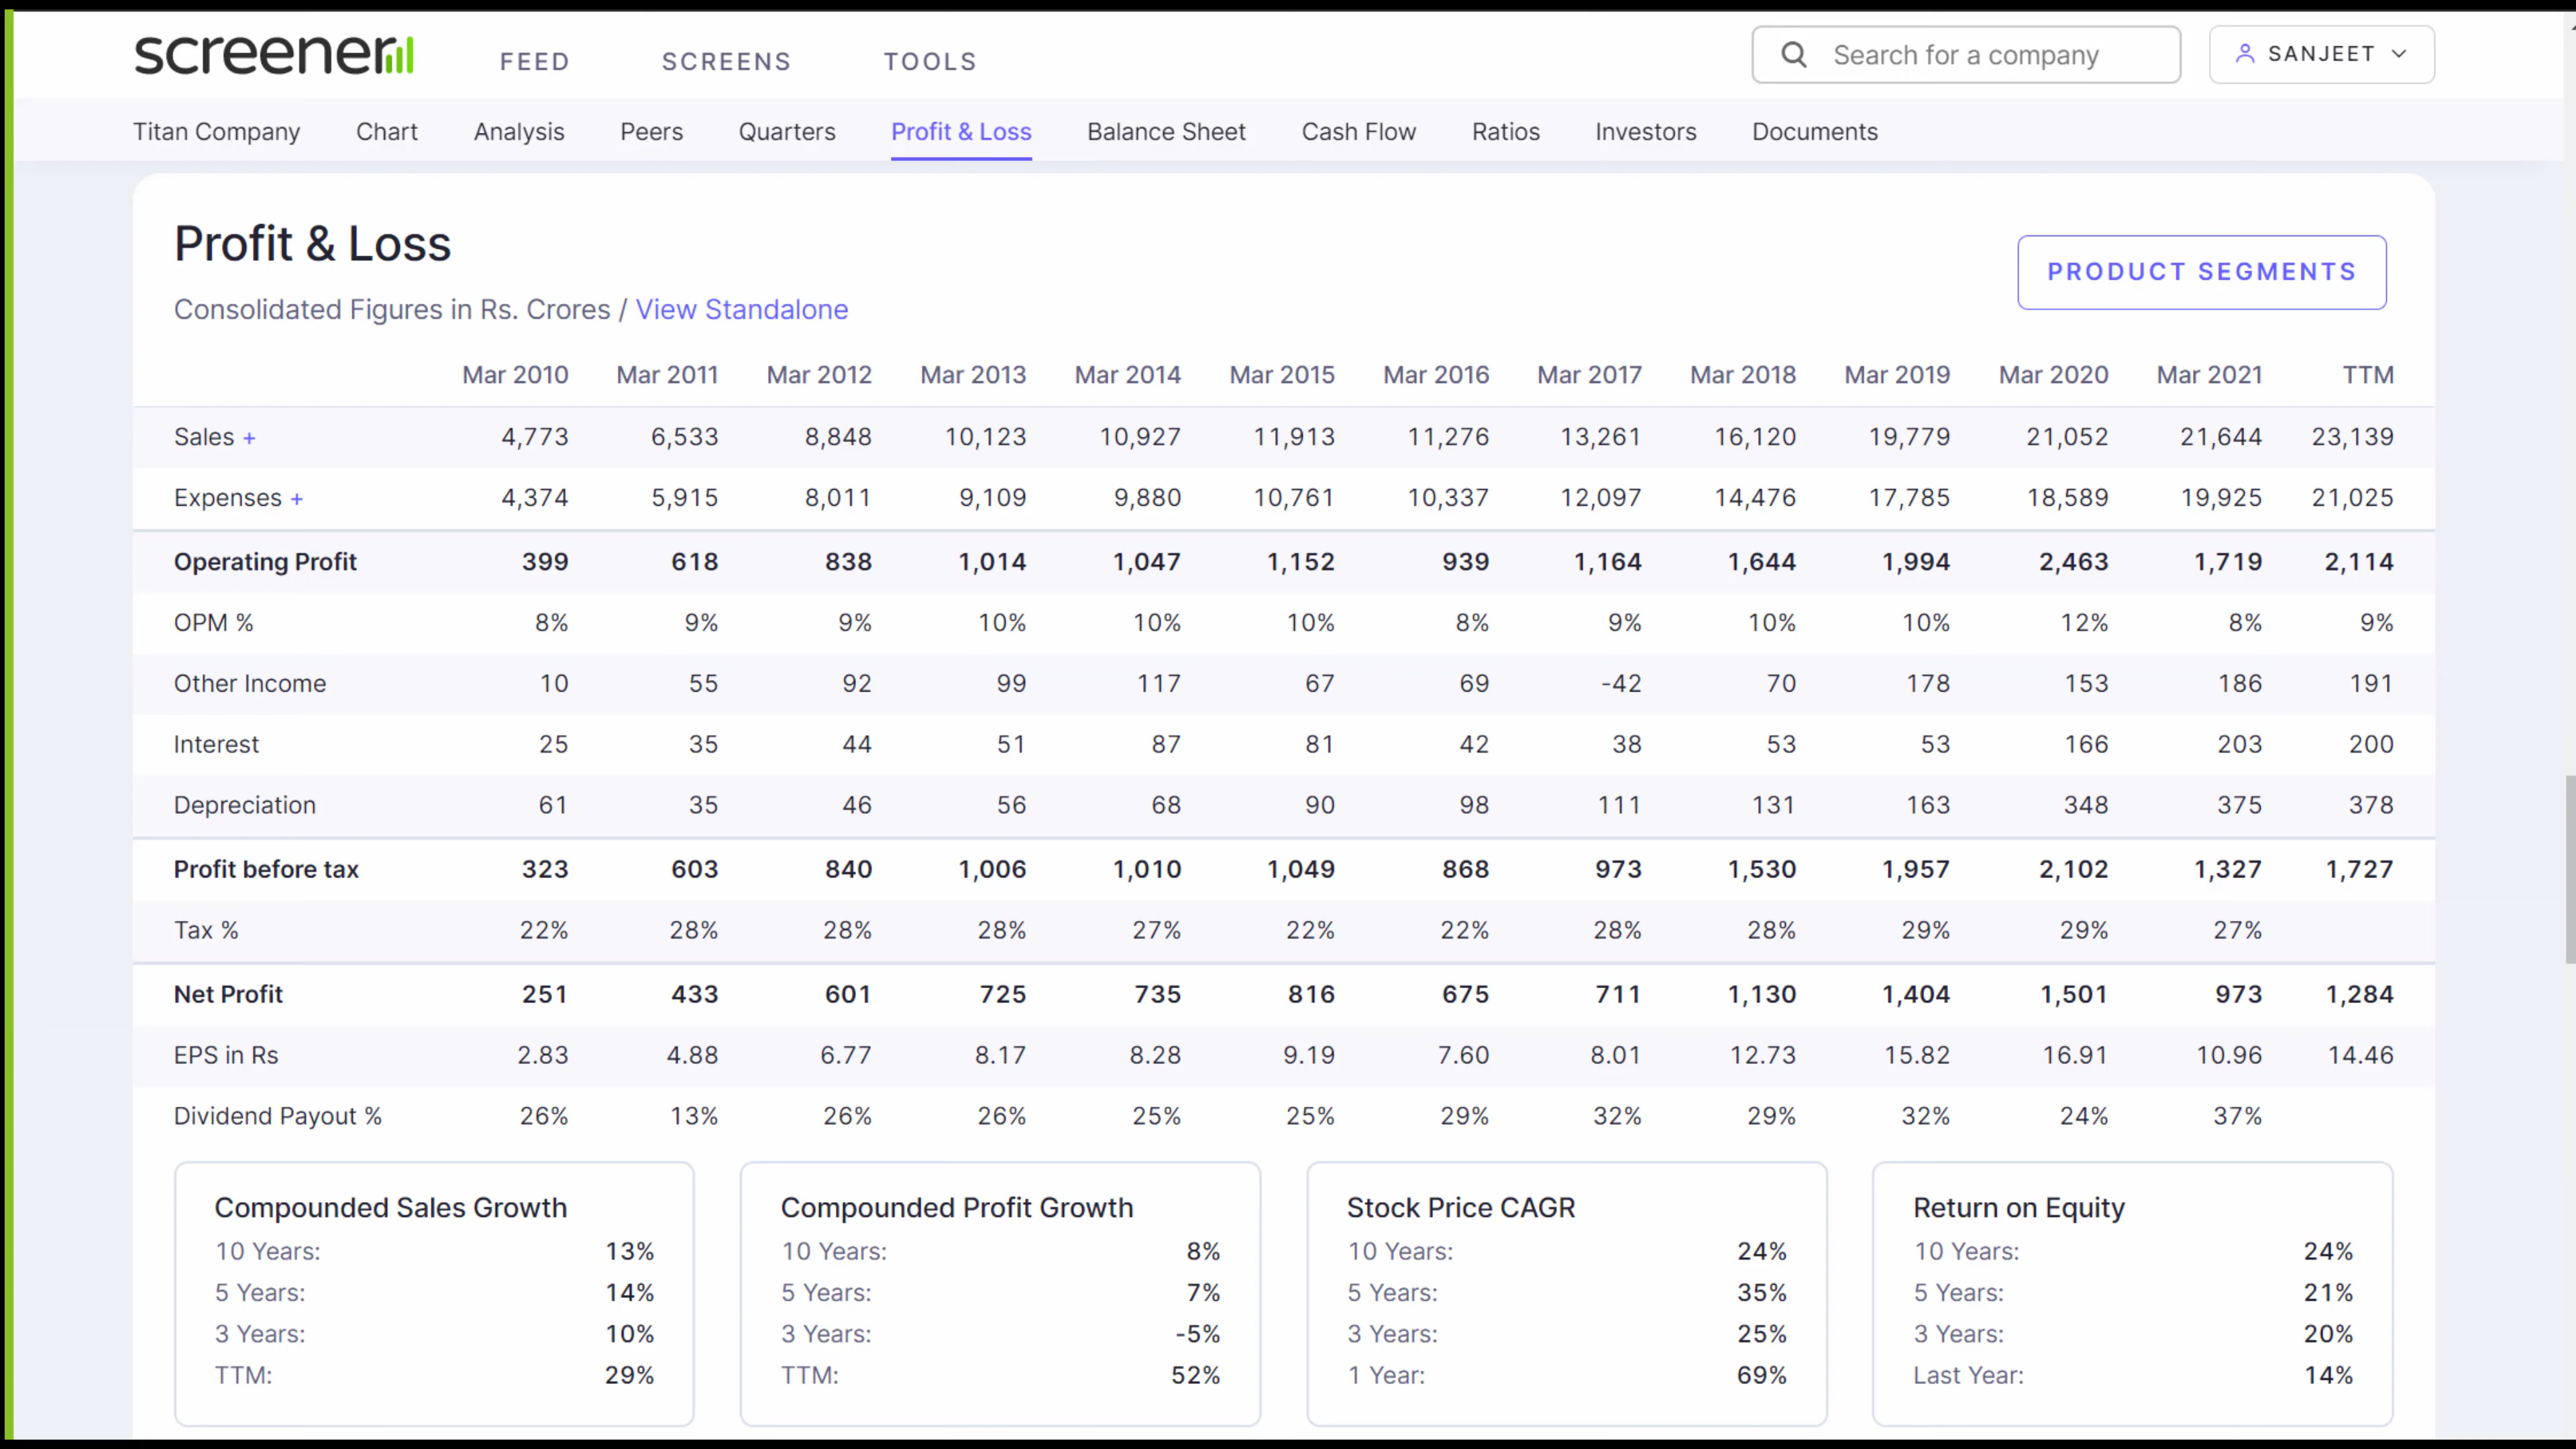 screener FEED SCREENS TOOLS Search for a company SANJEET
Titan Company Chart Analysis Peers Quarters Profit & Loss Balance Sheet Cash Flow Ratios Investors Documents
Profit & Loss
PRODUCT SEGMENTS
Consolidated Figures in Rs. Crores / View Standalone
Mar 2010 Mar 2011 Mar 2012 Mar 2013 Mar 2014 Mar 2015 Mar 2016 Mar 2017 Mar 2018 Mar 2019 Mar 2020 Mar 2021 TTM
Sales + 4,773 6,533 8,848 10,123 10,927 11,913 11,276 13,261 16,120 19,779 21,052 21,644 23,139
Expenses + 4,374 5,915 8,011 9,109 9,880 10,761 10,337 12,097 14,476 17,785 18,589 19,925 21,025
Operating Profit 399 618 838 1,014 1,047 1,152 939 1,164 1,644 1,994 2,463 1,719 2,114
OPM % 8% 9% 9% 10% 10% 10% 8% 9% 10% 10% 12% 8% 9%
Other Income 10 55 92 99 117 67 69 -42 70 178 153 186 191
Interest 25 35 44 51 87 81 42 38 53 53 166 203 200
Depreciation 61 35 46 56 68 90 98 111 131 163 348 375 378
Profit before tax 323 603 840 1,006 1,010 1,049 868 973 1,530 1,957 2,102 1,327 1,727
Tax % 22% 28% 28% 28% 27% 22% 22% 28% 28% 29% 29% 27%
Net Profit 251 433 601 725 735 816 675 711 1,130 1,404 1,501 973 1,284
EPS in Rs 2.83 4.88 6.77 8.17 8.28 9.19 7.60 8.01 12.73 15.82 16.91 10.96 14.46
Dividend Payout % 26% 13% 26% 26% 25% 25% 29% 32% 29% 32% 24% 37%
Compounded Sales Growth
10 Years: 13%
5 Years: 14%
3 Years: 10%
TTM: 29%
Compounded Profit Growth
10 Years: 8%
5 Years: 7%
3 Years: -5%
TTM: 52%
Stock Price CAGR
10 Years: 24%
5 Years: 35%
3 Years: 25%
1 Year: 69%
Return on Equity
10 Years: 24%
5 Years: 21%
3 Years: 20%
Last Year: 14%